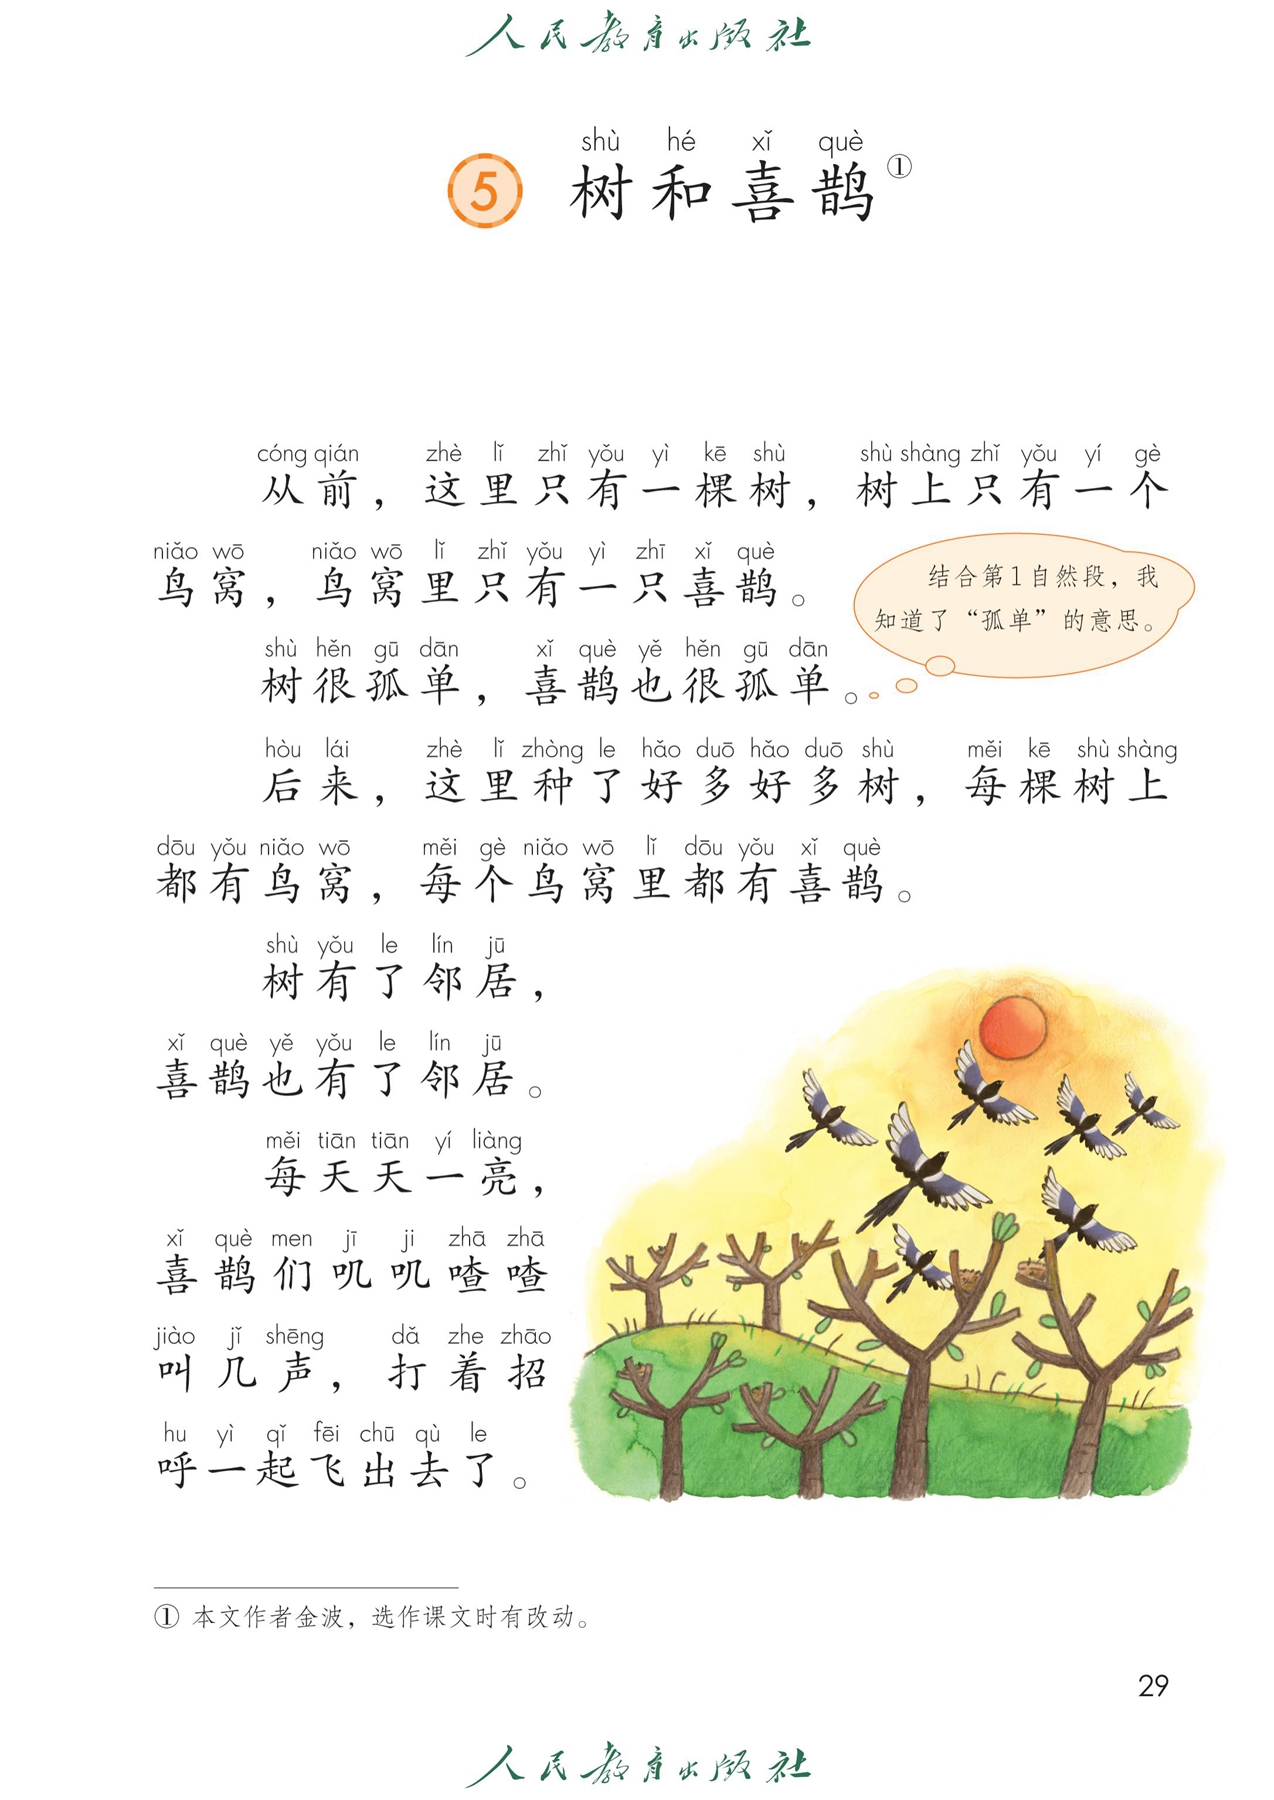 人民教育出版社
shù hé xǐ què
5 树和喜鹊①
cóng qián zhè lǐ zhǐ yǒu yì kē shù shù shàng zhǐ yǒu yí gè
从前，这里只有一棵树，树上只有一个
niǎo wō niǎo wō lǐ zhǐ yǒu yì zhī xǐ què
鸟窝，鸟窝里只有一只喜鹊。
结合第1自然段，我
知道了“孤单”的意思。
shù hěn gū dān xǐ què yě hěn gū dān
树很孤单，喜鹊也很孤单。
hòu lái zhè lǐ zhòng le hǎo duō hǎo duō shù měi kē shù shàng
后来，这里种了好多好多树，每棵树上
dōu yǒu niǎo wō měi gè niǎo wō lǐ dōu yǒu xǐ què
都有鸟窝，每个鸟窝里都有喜鹊。
shù yǒu le lín jū
树有了邻居，
xǐ què yě yǒu le lín jū
喜鹊也有了邻居。
měi tiān tiān yí liàng
每天天一亮，
xǐ què men jī ji zhā zhā
喜鹊们叽叽喳喳
jiào jǐ shēng dǎ zhe zhāo
叫几声，打着招
hu yì qǐ fēi chū qù le
呼一起飞出去了。
① 本文作者金波，选作课文时有改动。
29
人民教育出版社